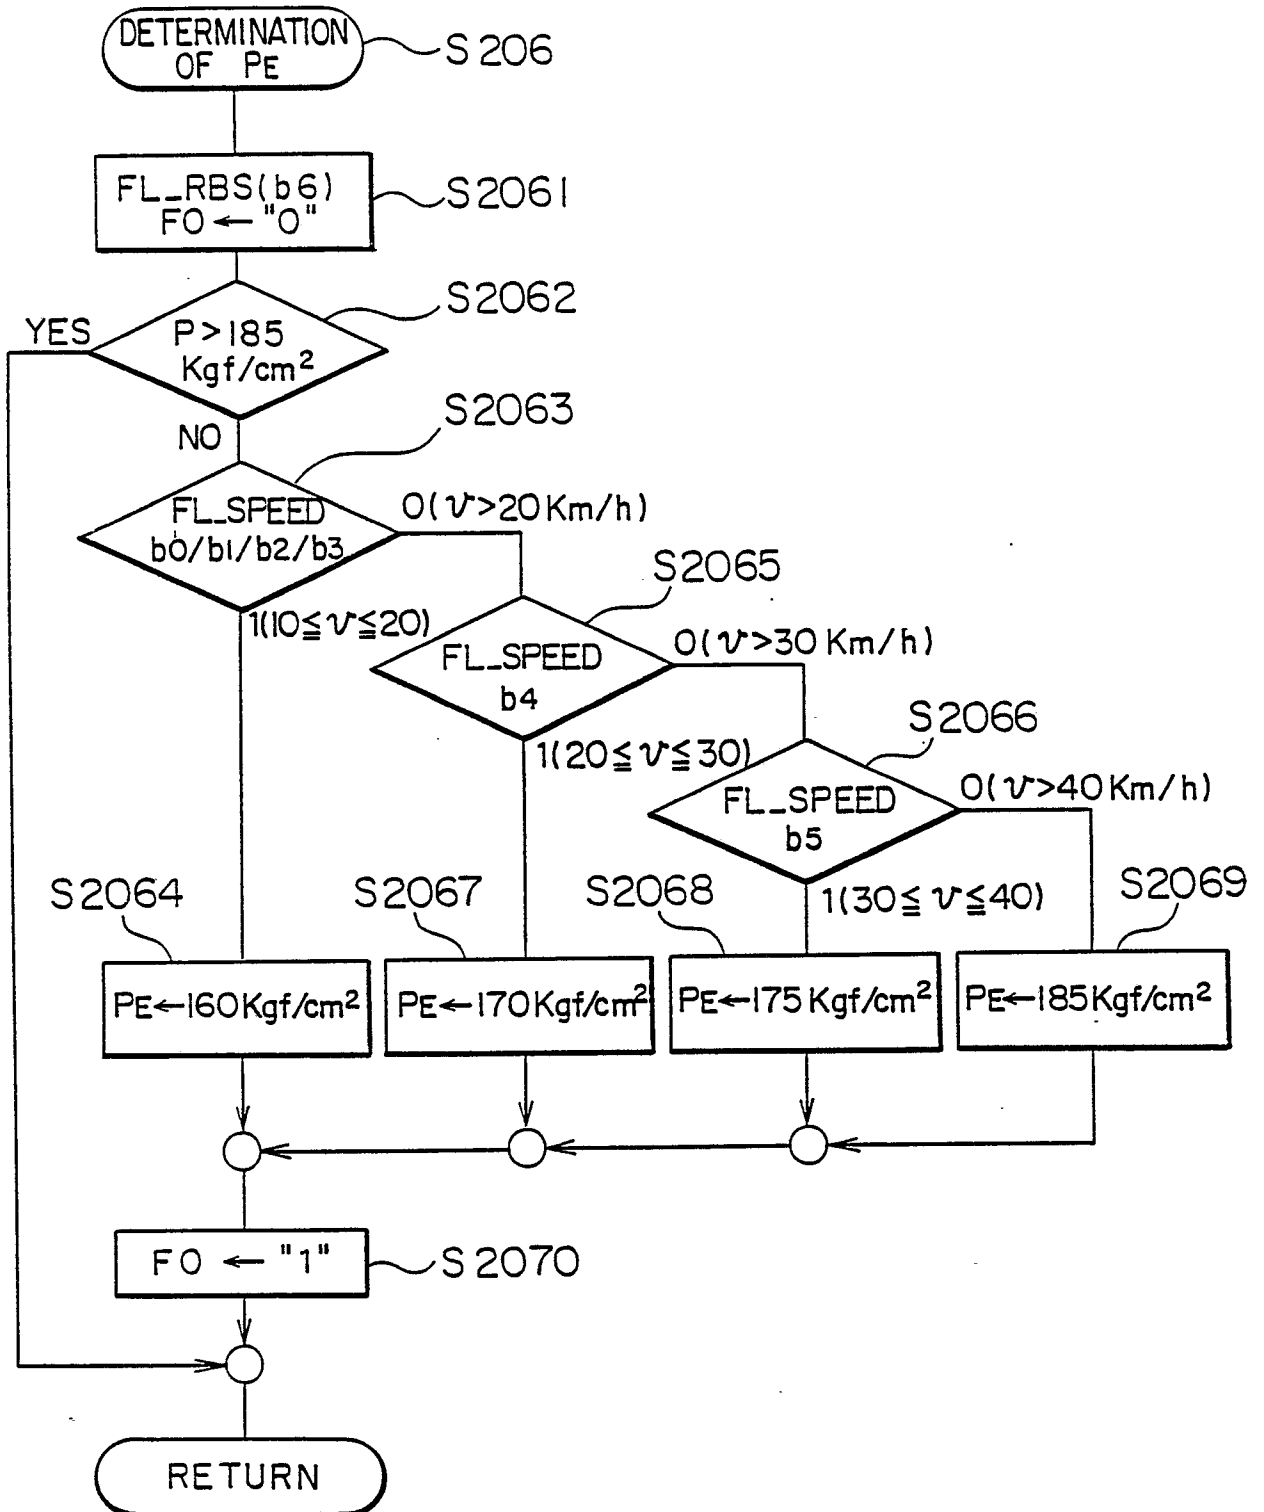 DETERMINATION
OF PE
S206
FL_RBS(b6)
FO ← "0"
S2061
S2062
YES
P>185
Kgf/cm²
NO
S2063
FL_SPEED
b0/b1/b2/b3
0(v>20Km/h)
1(10≦v≦20)
S2065
FL_SPEED
b4
0(v>30Km/h)
1(20≦v≦30)
S2066
FL_SPEED
b5
0(v>40Km/h)
1(30≦v≦40)
S2064
S2067
S2068
S2069
PE←160Kgf/cm²
PE←170Kgf/cm²
PE←175Kgf/cm²
PE←185Kgf/cm²
FO ← "1"
S2070
RETURN